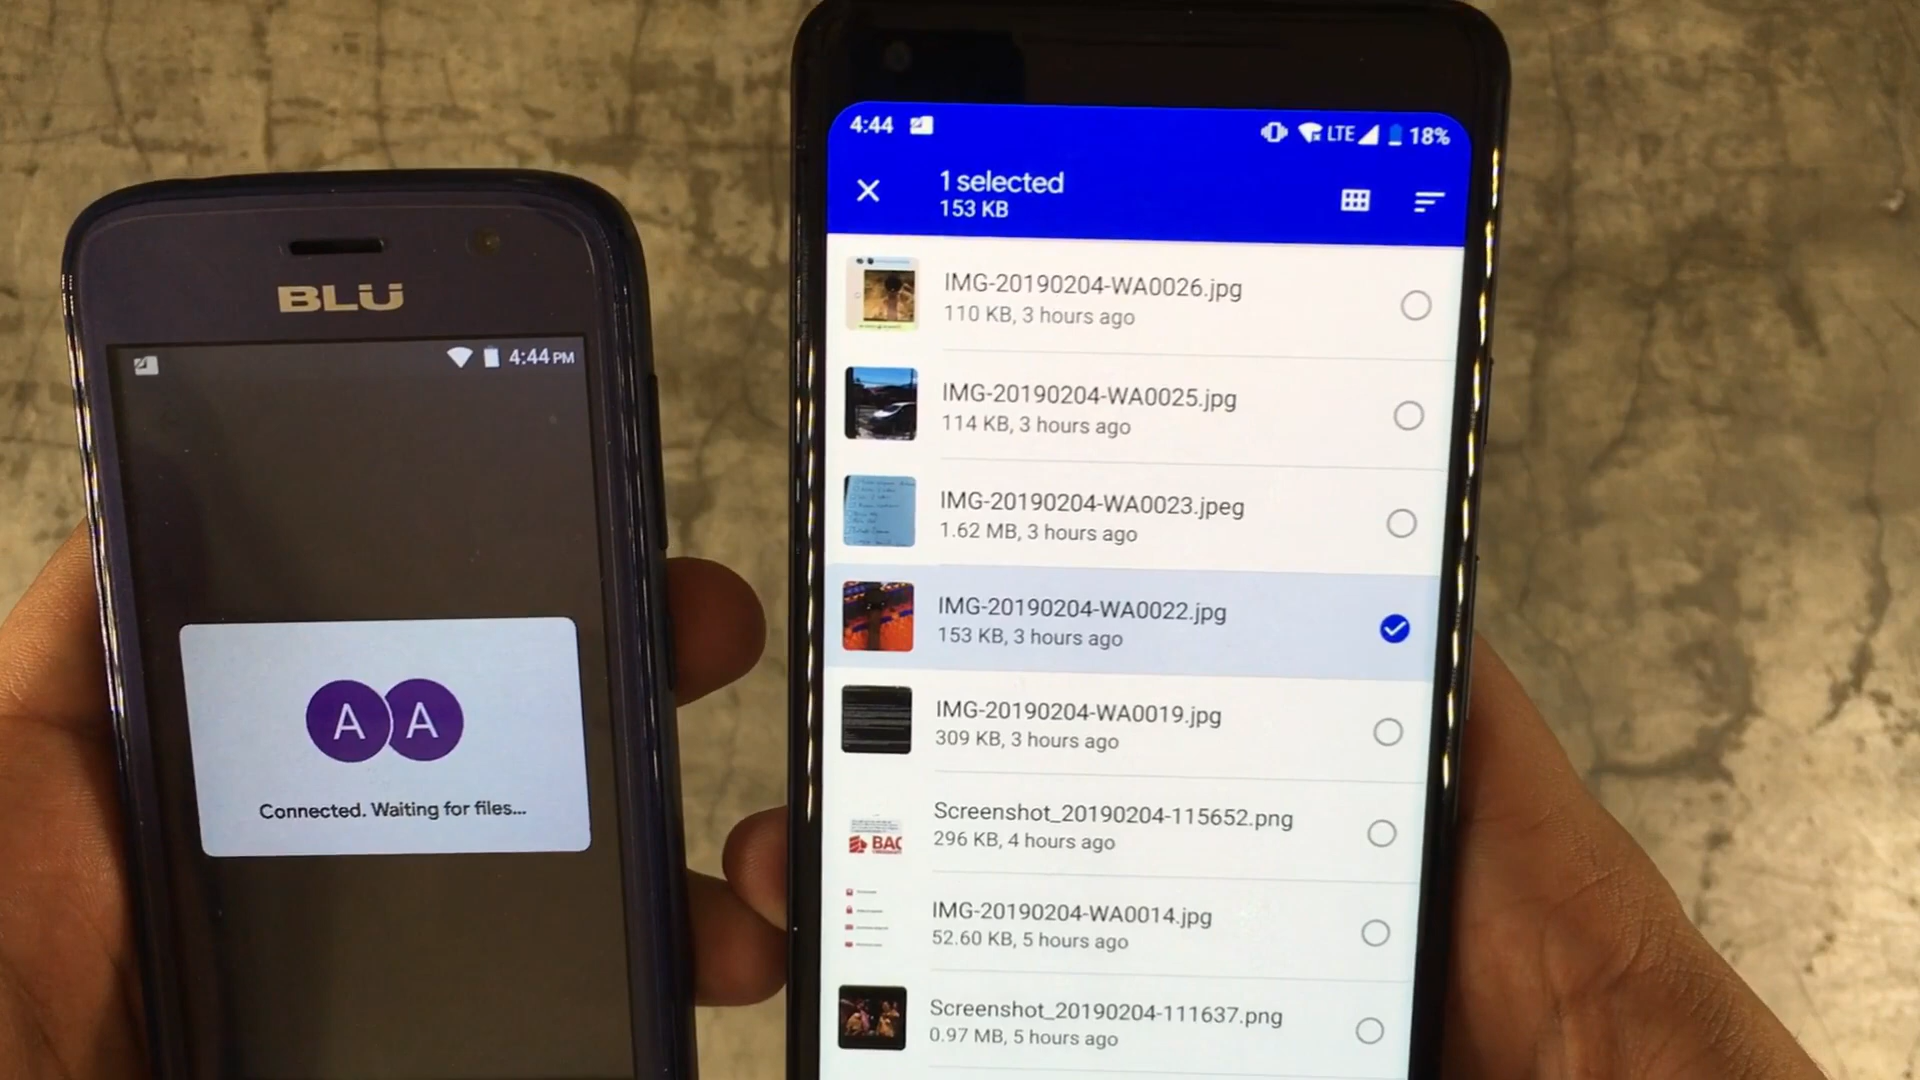 BLU
4:44 PM
A A
Connected. Waiting for files...
4:44
LTE 18%
1 selected
153 KB
IMG-20190204-WA0026.jpg
110 KB, 3 hours ago
IMG-20190204-WA0025.jpg
114 KB, 3 hours ago
IMG-20190204-WA0023.jpeg
1.62 MB, 3 hours ago
IMG-20190204-WA0022.jpg
153 KB, 3 hours ago
IMG-20190204-WA0019.jpg
309 KB, 3 hours ago
BAC
Screenshot_20190204-115652.png
296 KB, 4 hours ago
IMG-20190204-WA0014.jpg
52.60 KB, 5 hours ago
Screenshot_20190204-111637.png
0.97 MB, 5 hours ago